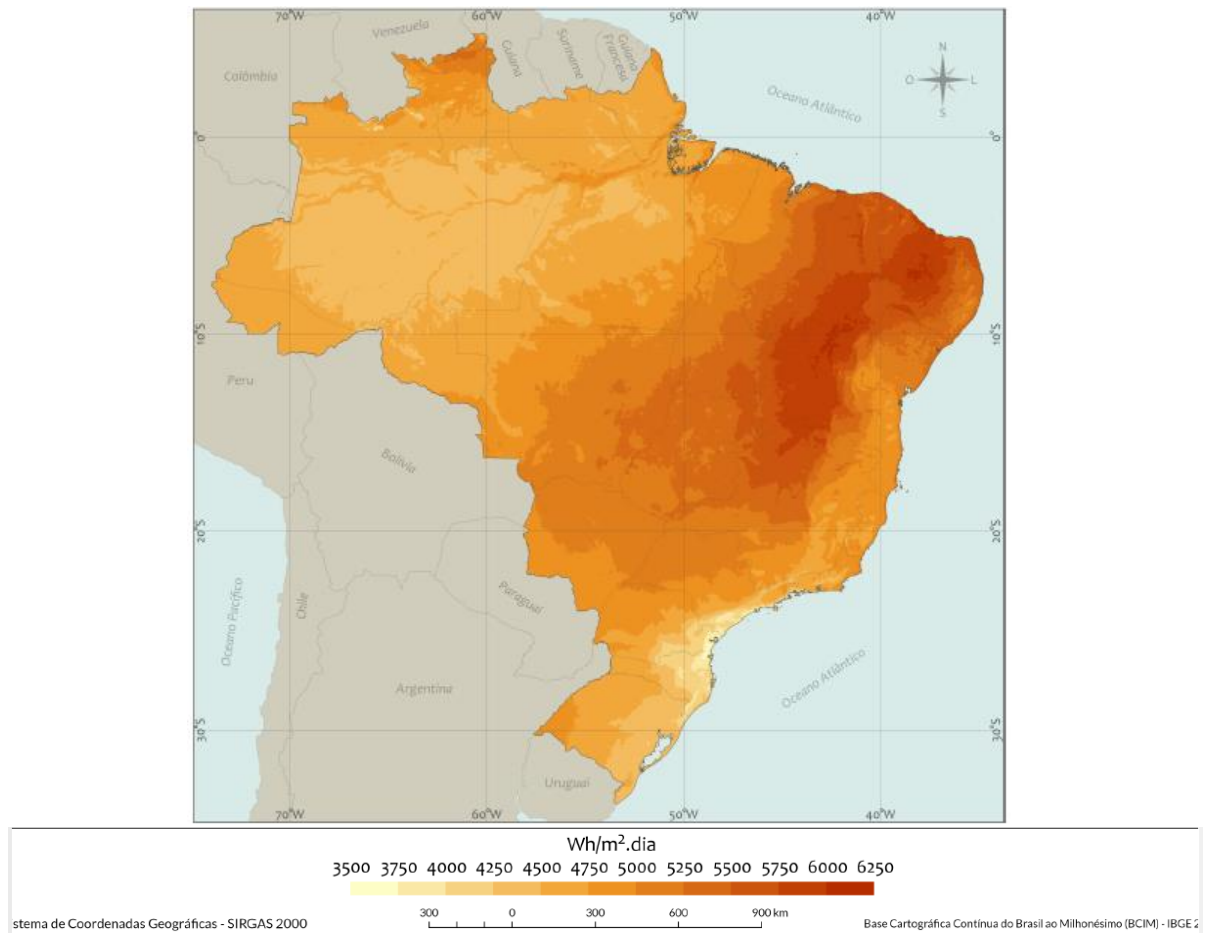 70°W 60°W 50°W 40°W
Venezuela
Guiana
Suriname
Guiana Francesa
Colômbia
N
O L
S
Oceano Atlântico
0° 0°
10°S 10°S
Peru
Bolívia
20°S 20°S
Oceano Pacífico
Chile
Paraguai
Argentina
Oceano Atlântico
30°S 30°S
Uruguai
70°W 60°W 50°W 40°W
Wh/m².dia
3500 3750 4000 4250 4500 4750 5000 5250 5500 5750 6000 6250
300 0 300 600 900 km
stema de Coordenadas Geográficas - SIRGAS 2000
Base Cartográfica Contínua do Brasil ao Milhonésimo (BCIM) - IBGE 2